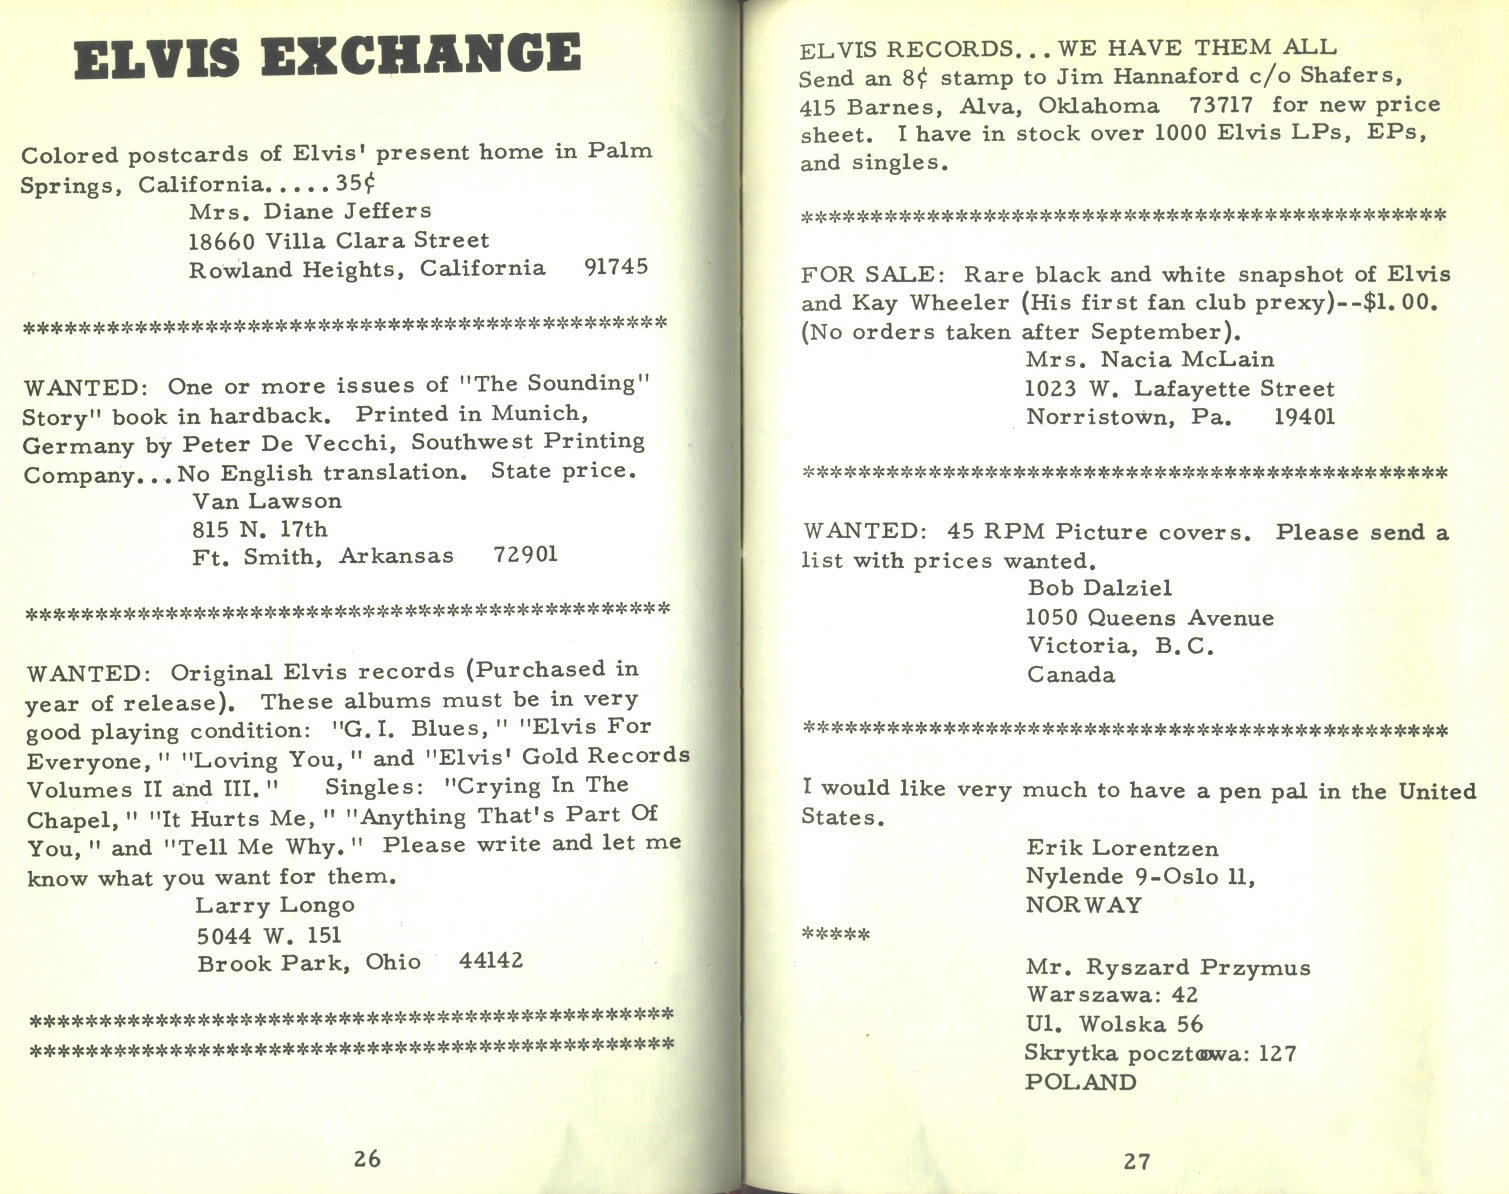 ELVIS EXCHANGE
Colored postcards of Elvis' present home in Palm
Springs, California.....35¢
Mrs. Diane Jeffers
18660 Villa Clara Street
Rowland Heights, California 91745
**********************************************
WANTED: One or more issues of "The Sounding"
Story" book in hardback. Printed in Munich,
Germany by Peter De Vecchi, Southwest Printing
Company...No English translation. State price.
Van Lawson
815 N. 17th
Ft. Smith, Arkansas 72901
**********************************************
WANTED: Original Elvis records (Purchased in
year of release). These albums must be in very
good playing condition: "G.I. Blues," "Elvis For
Everyone," "Loving You," and "Elvis' Gold Records
Volumes II and III." Singles: "Crying In The
Chapel," "It Hurts Me," "Anything That's Part Of
You," and "Tell Me Why." Please write and let me
know what you want for them.
Larry Longo
5044 W. 151
Brook Park, Ohio 44142
**********************************************
**********************************************
26
ELVIS RECORDS...WE HAVE THEM ALL
Send an 8¢ stamp to Jim Hannaford c/o Shafers,
415 Barnes, Alva, Oklahoma 73717 for new price
sheet. I have in stock over 1000 Elvis LPs, EPs,
and singles.
**********************************************
FOR SALE: Rare black and white snapshot of Elvis
and Kay Wheeler (His first fan club prexy)--$1.00.
(No orders taken after September).
Mrs. Nacia McLain
1023 W. Lafayette Street
Norristown, Pa. 19401
**********************************************
WANTED: 45 RPM Picture covers. Please send a
list with prices wanted.
Bob Dalziel
1050 Queens Avenue
Victoria, B.C.
Canada
**********************************************
I would like very much to have a pen pal in the United
States.
Erik Lorentzen
Nylende 9-Oslo 11,
NORWAY
*****
Mr. Ryszard Przymus
Warszawa: 42
Ul. Wolska 56
Skrytka pocztowa: 127
POLAND
27